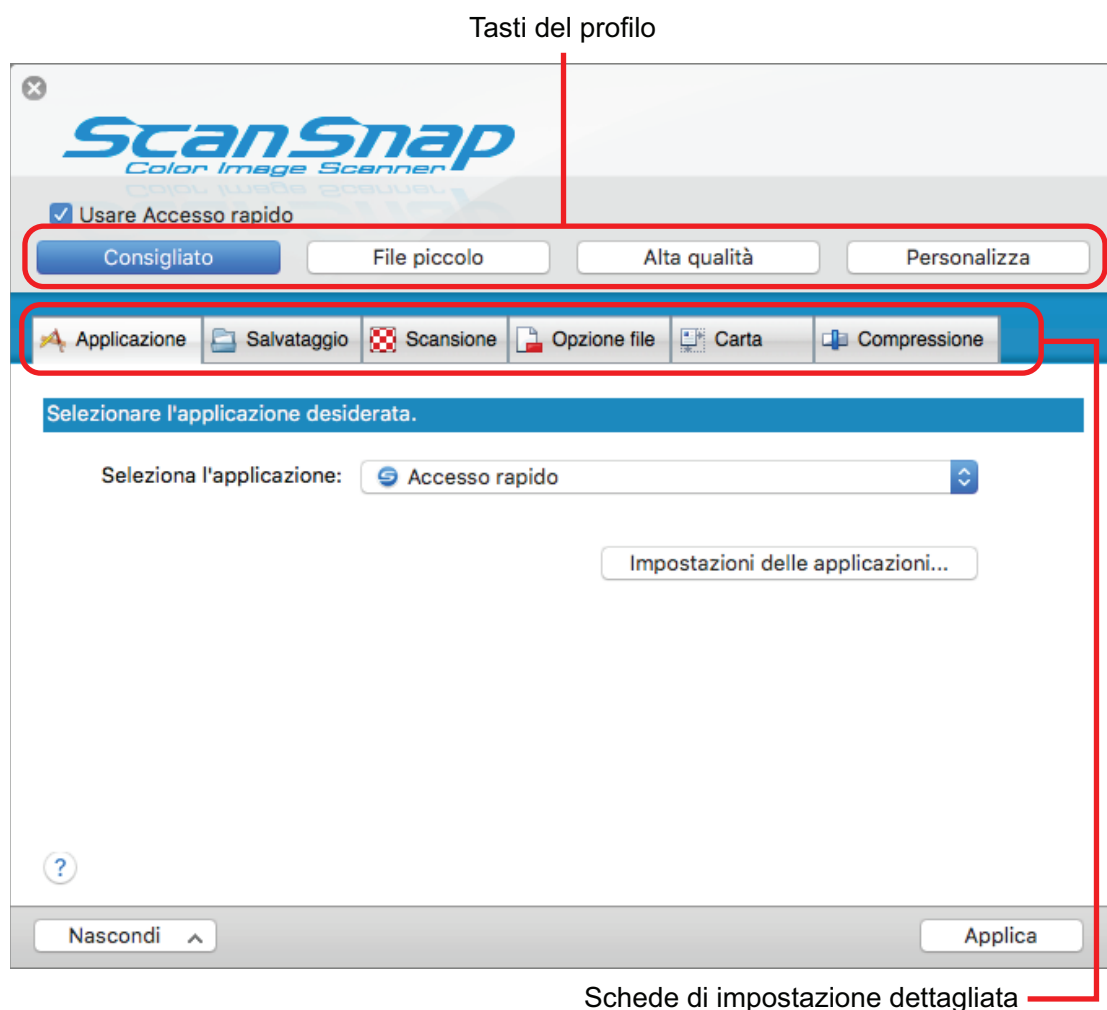 Tasti del profilo
ScanSnap
Color Image Scanner
Usare Accesso rapido
Consigliato File piccolo Alta qualità Personalizza
Applicazione Salvataggio Scansione Opzione file Carta Compressione
Selezionare l'applicazione desiderata.
Seleziona l'applicazione: Accesso rapido
Impostazioni delle applicazioni...
?
Nascondi Applica
Schede di impostazione dettagliata